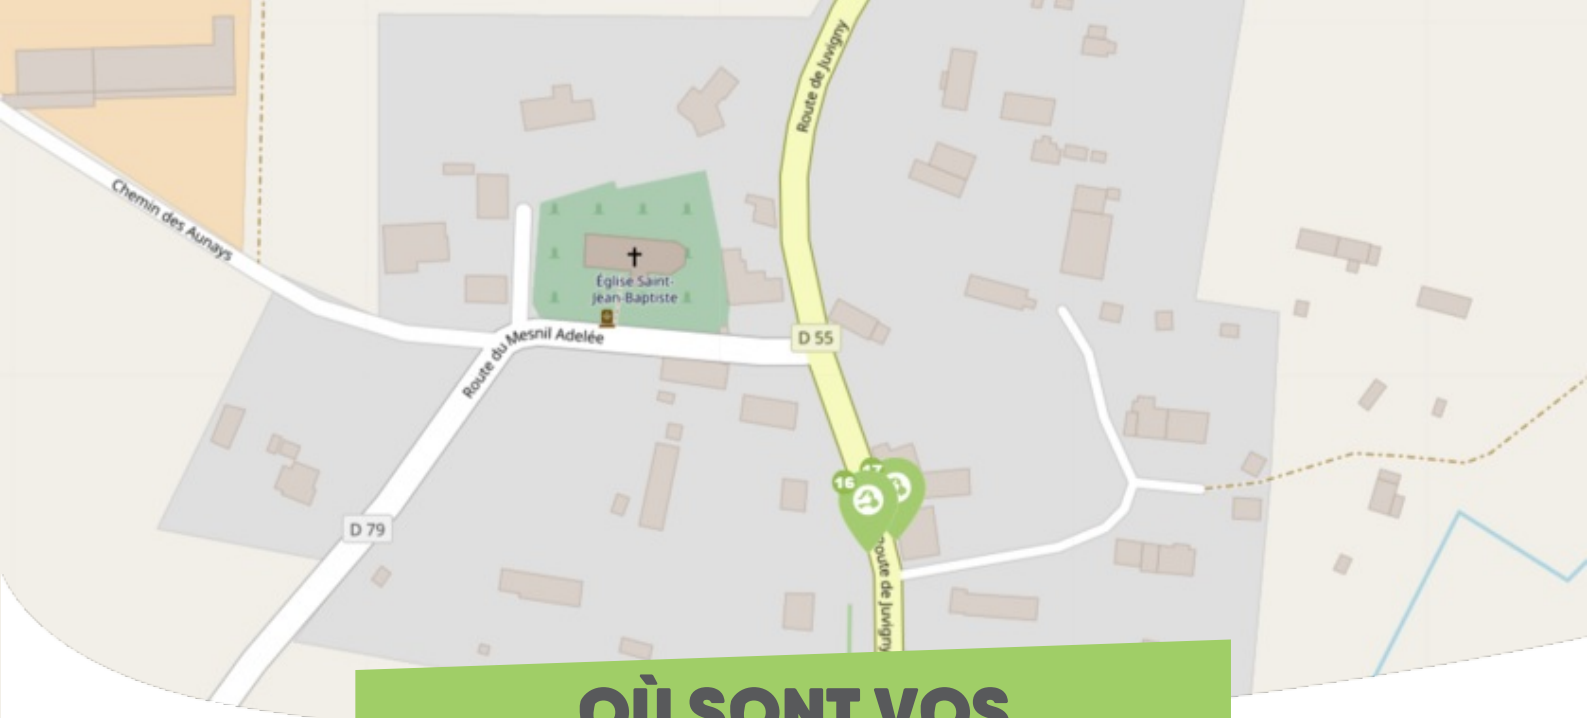 Route de Juvigny
Chemin des Aunays
Église Saint-
Jean-Baptiste
Route du Mesnil Adelée
D 55
17
16
D 79
Route de Juvigny
OÙ SONT VOS